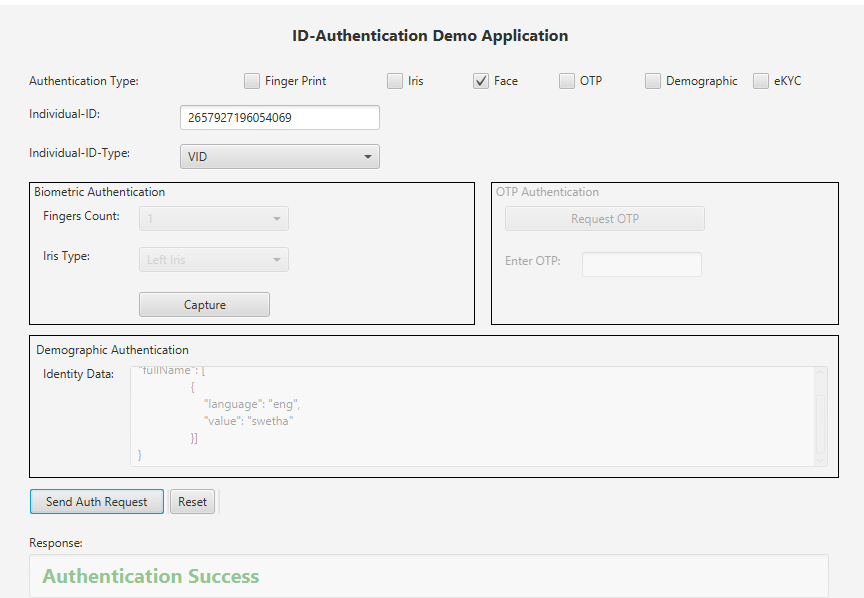 ID-Authentication Demo Application
Authentication Type: Finger Print Iris Face OTP Demographic eKYC
Individual-ID: 2657927196054069
Individual-ID-Type: VID
Biometric Authentication
Fingers Count: 1
Iris Type: Left Iris
Capture
OTP Authentication
Request OTP
Enter OTP:
Demographic Authentication
Identity Data: "fullName": [
{
"language": "eng",
"value": "swetha"
}]
}
Send Auth Request Reset
Response:
Authentication Success